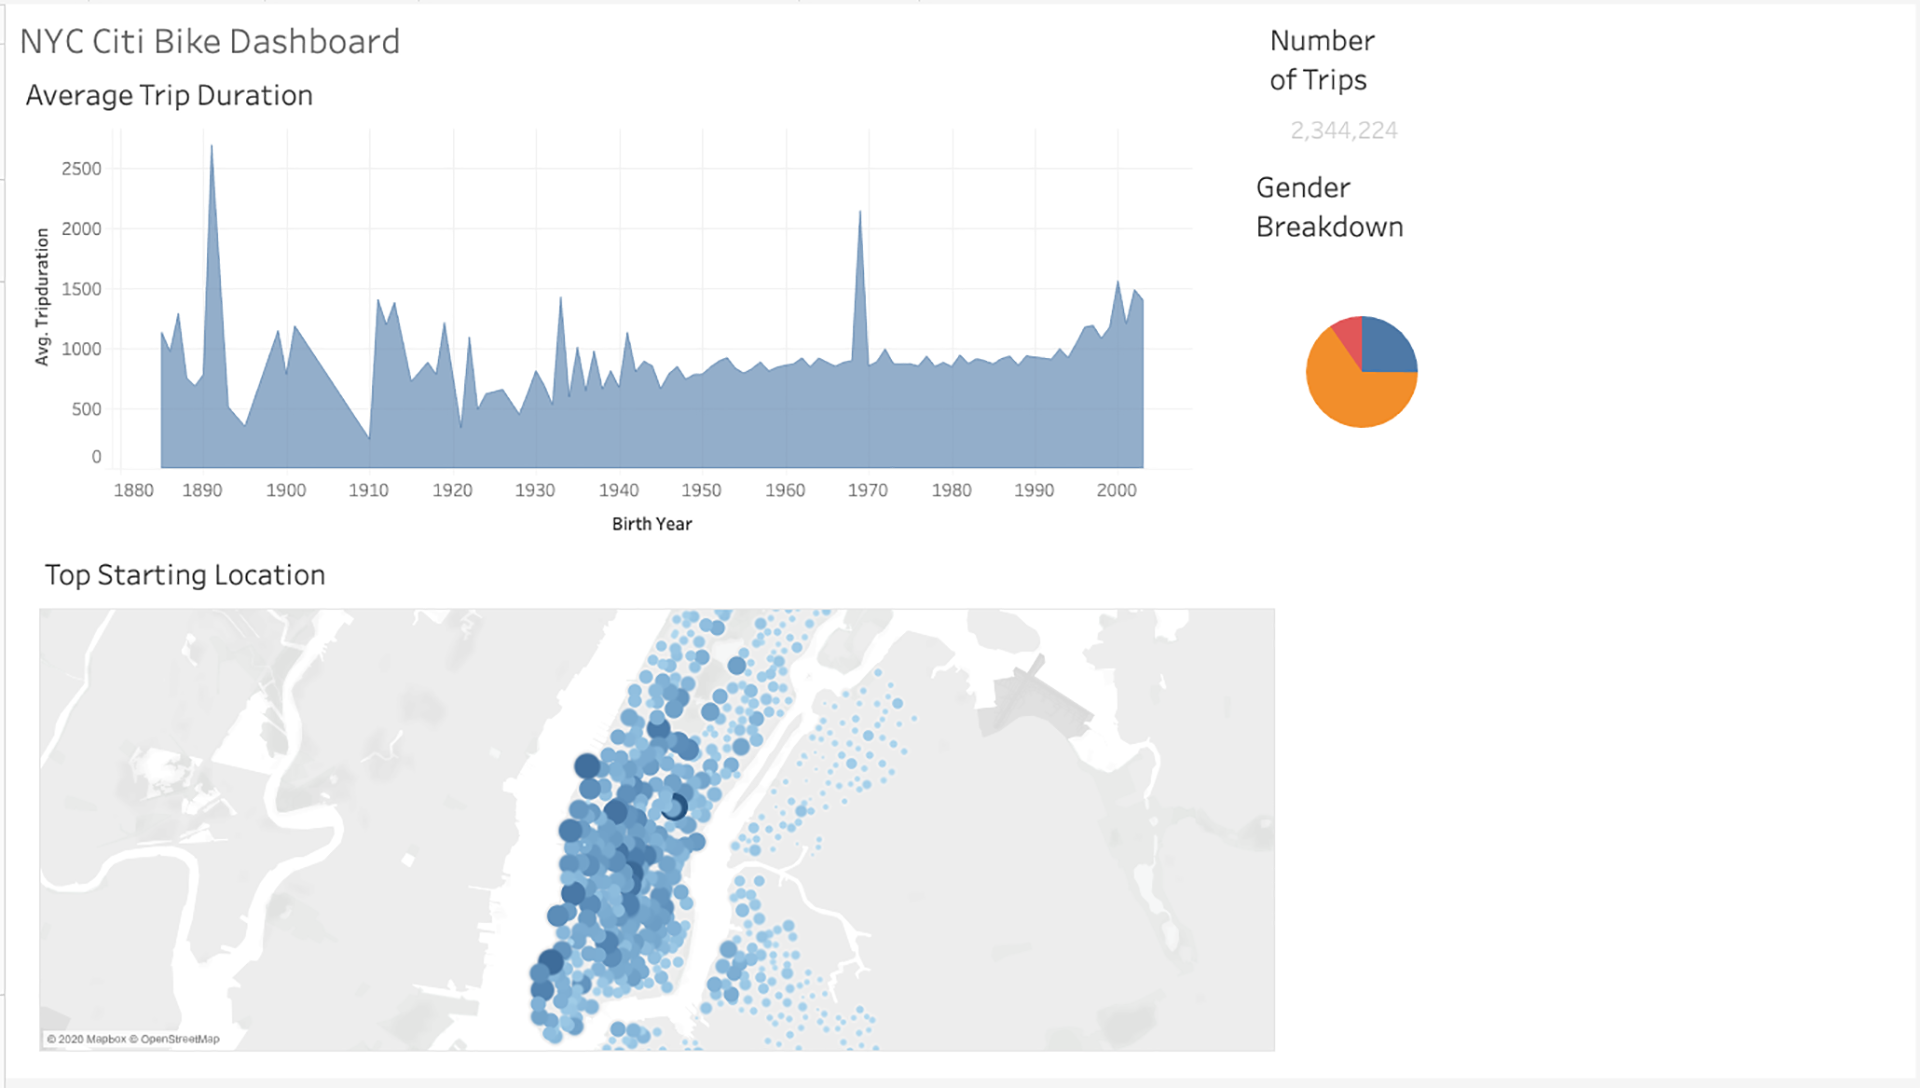 NYC Citi Bike Dashboard
Average Trip Duration
Avg. Tripduration
2500
2000
1500
1000
500
0
1880 1890 1900 1910 1920 1930 1940 1950 1960 1970 1980 1990 2000
Birth Year
Number
of Trips
2,344,224
Gender
Breakdown
Top Starting Location
© 2020 Mapbox © OpenStreetMap